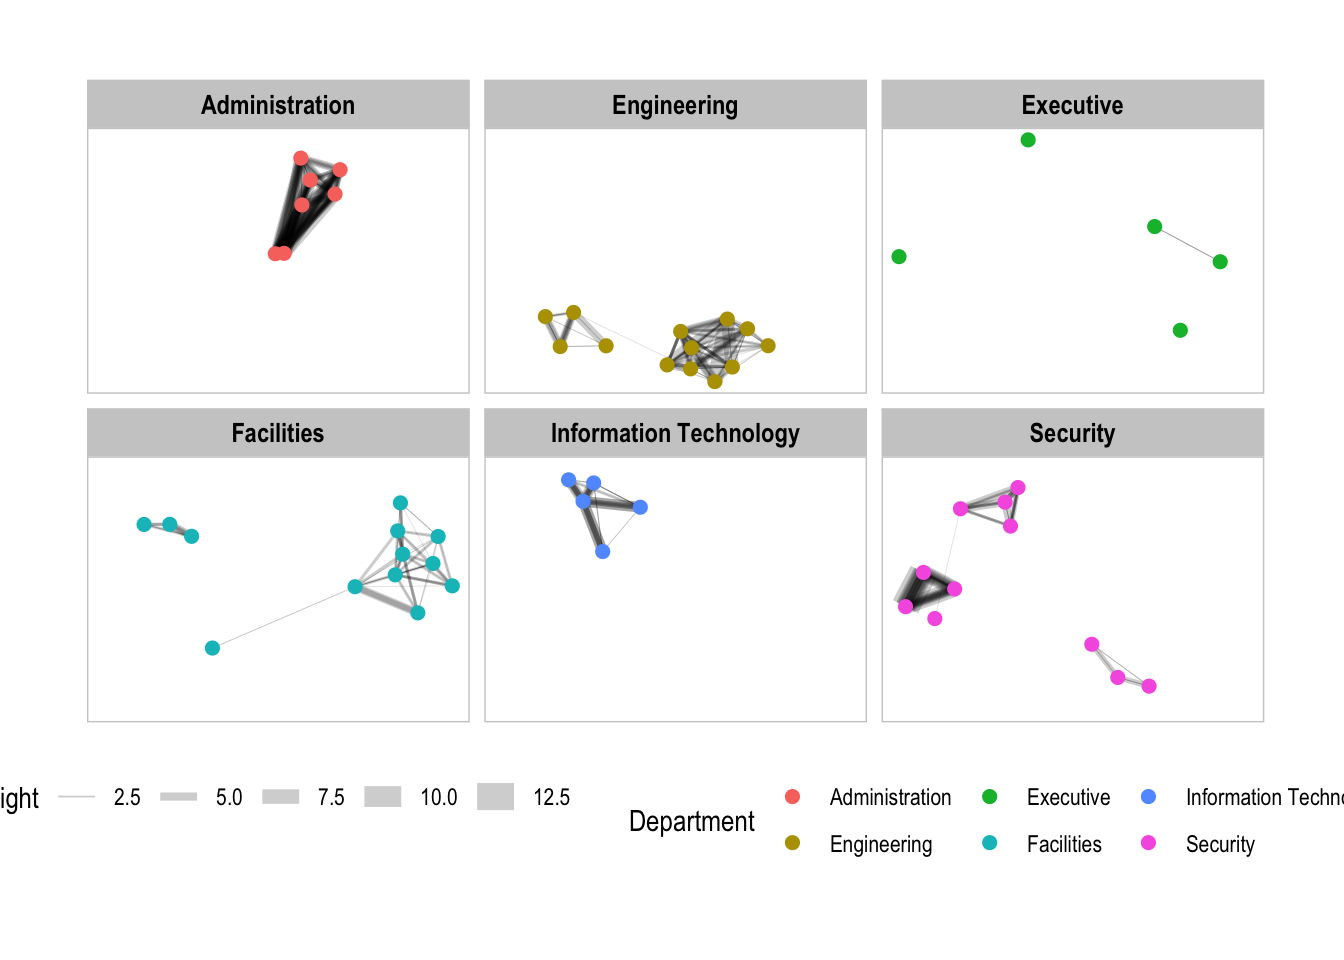 Administration
Engineering
Executive
Facilities
Information Technology
Security
2.5
5.0
7.5
10.0
12.5
Department
Administration
Executive
Information
Engineering
Facilities
Security